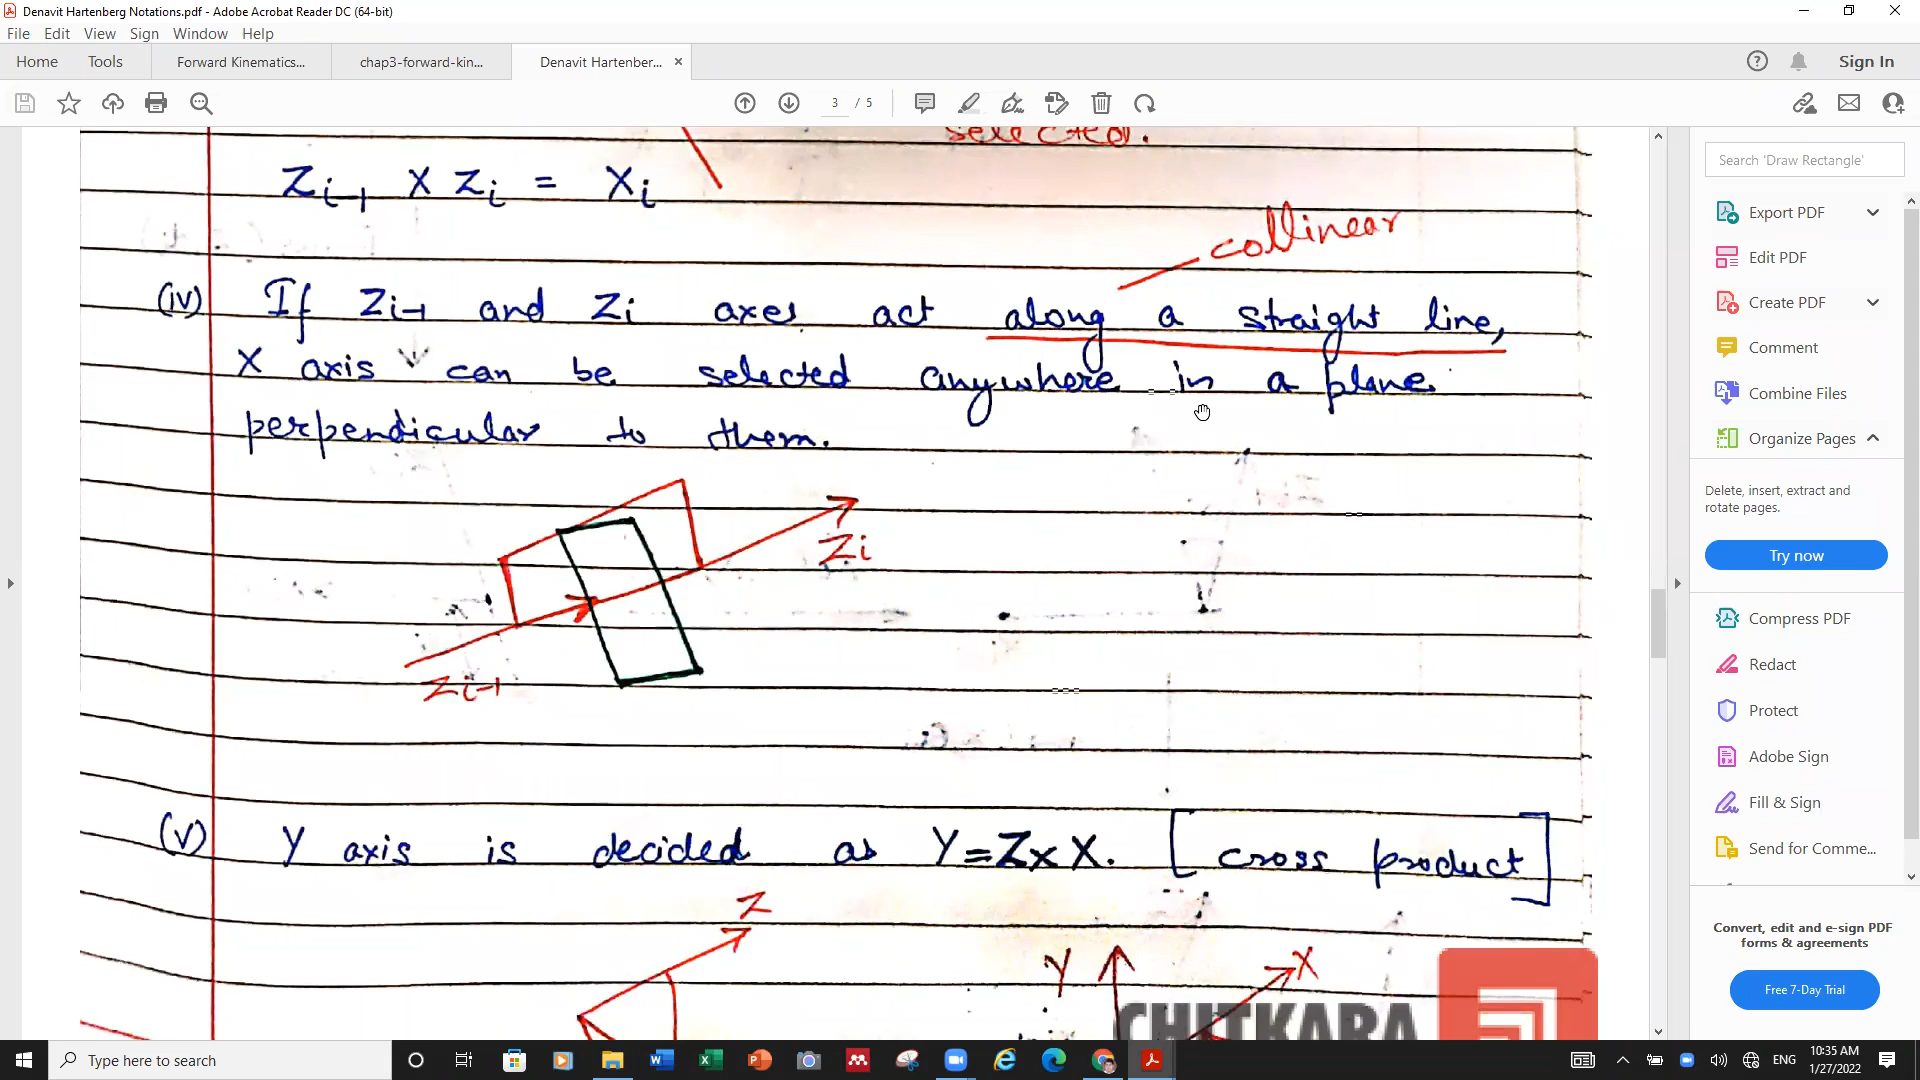 Denavit Hartenberg Notations.pdf - Adobe Acrobat Reader DC (64-bit)
File Edit View Sign Window Help
Home Tools Forward Kinematics... chap3-forward-kin... Denavit Hartenber... × Sign In
3 / 5
selected.
Zi-1 X Zi = Xi
collinear
(iv) If Zi-1 and Zi axes act along a straight line,
X axis can be selected anywhere in a plane
perpendicular to them.
Zi
Zi-1
(v) Y axis is decided as Y=ZxX. [cross product]
Z
Y X
CHITKARA
Search 'Draw Rectangle'
Export PDF
Edit PDF
Create PDF
Comment
Combine Files
Organize Pages
Delete, insert, extract and
rotate pages.
Try now
Compress PDF
Redact
Protect
Adobe Sign
Fill & Sign
Send for Comme...
Convert, edit and e-sign PDF
forms & agreements
Free 7-Day Trial
Type here to search
ENG
10:35 AM
1/27/2022